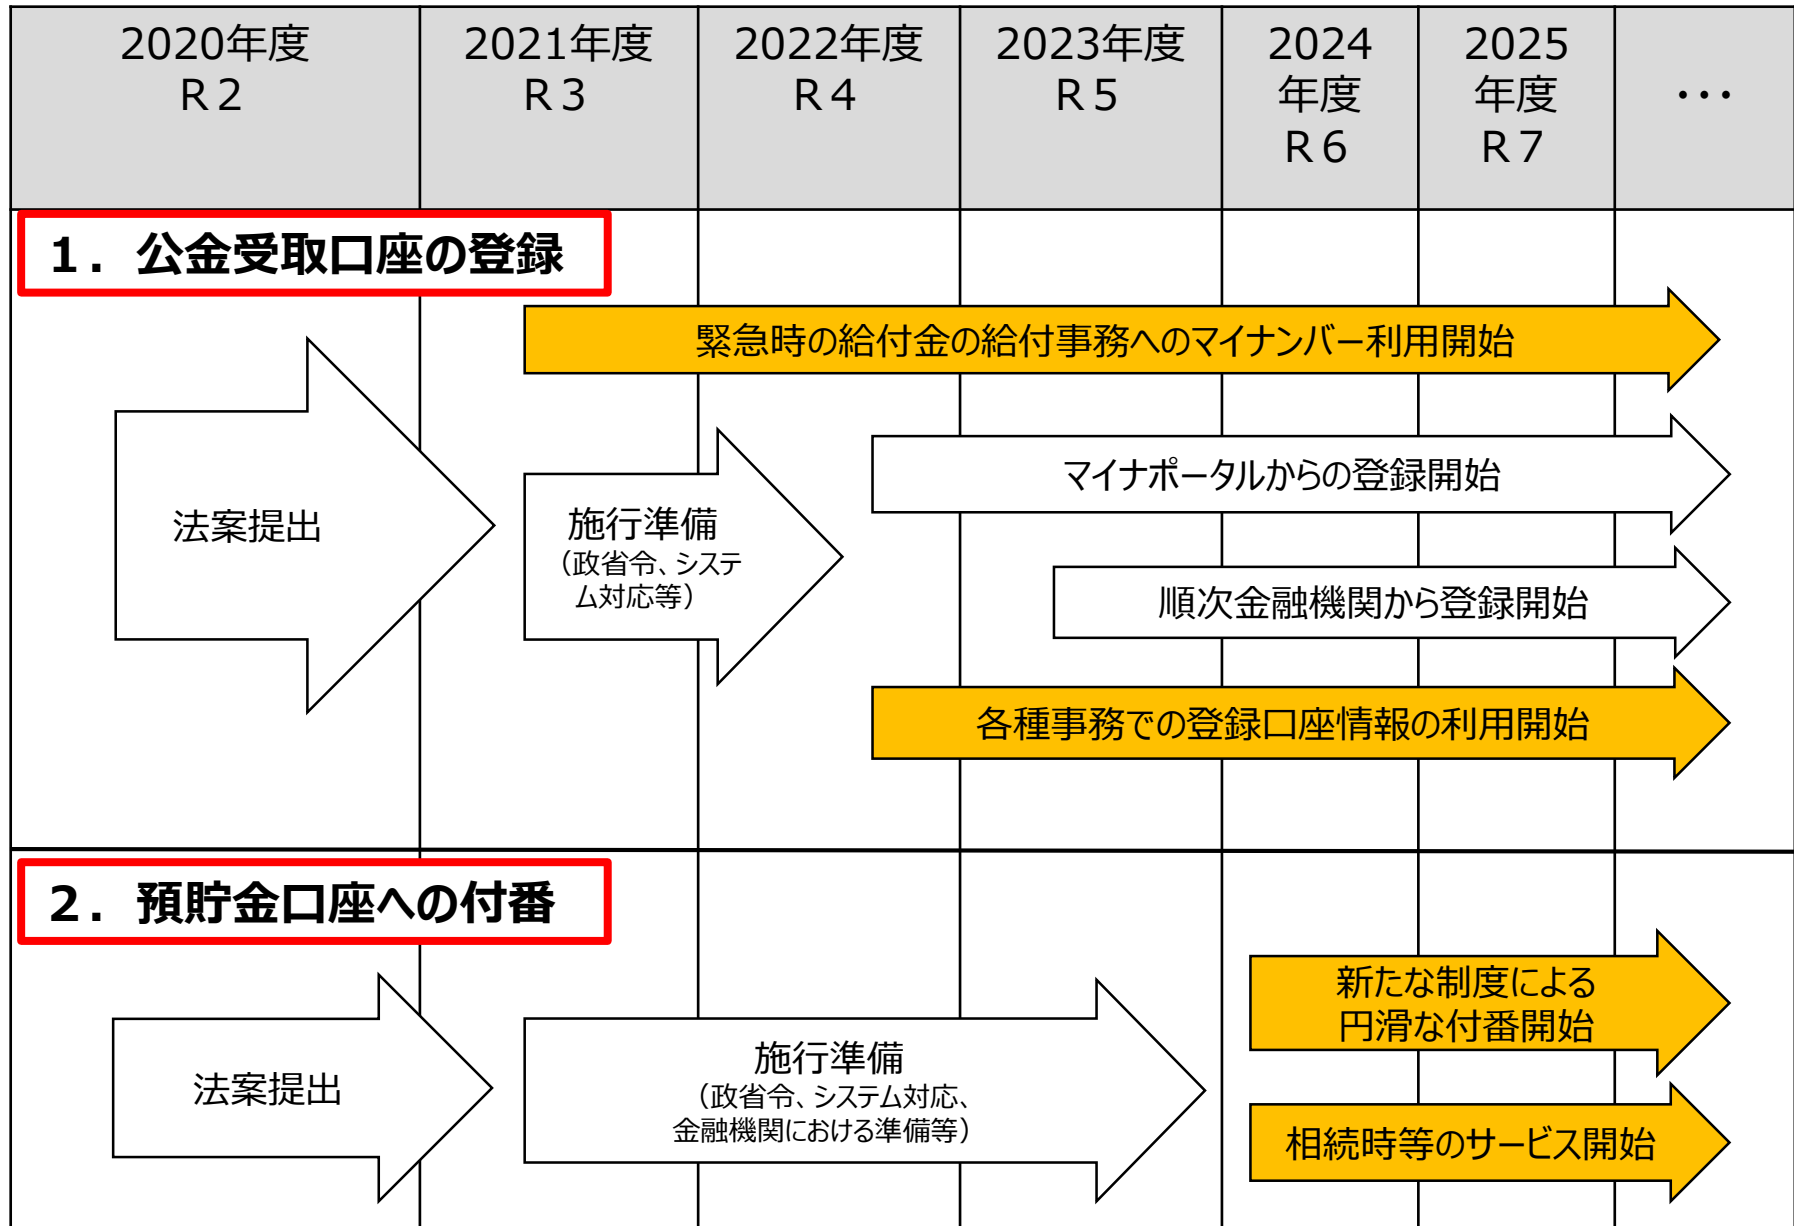 2020年度
R２
2021年度
R３
2022年度
R４
2023年度
R５
2024
年度
R６
2025
年度
R７
・・・
１．公金受取口座の登録
緊急時の給付金の給付事務へのマイナンバー利用開始
法案提出
施行準備
（政省令、システ
ム対応等）
マイナポータルからの登録開始
順次金融機関から登録開始
各種事務での登録口座情報の利用開始
２．預貯金口座への付番
法案提出
施行準備
（政省令、システム対応、
金融機関における準備等）
新たな制度による
円滑な付番開始
相続時等のサービス開始